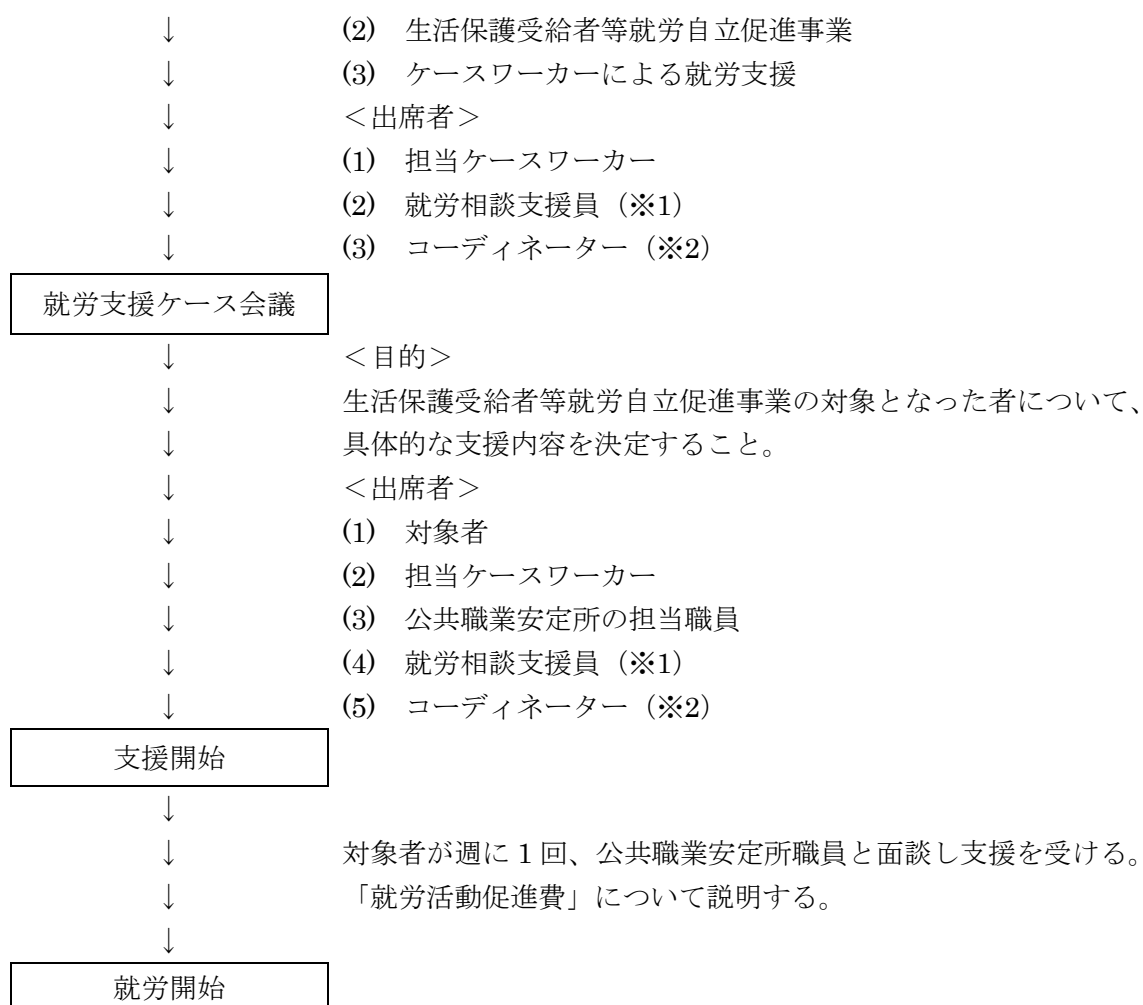 ↓ (2) 生活保護受給者等就労自立促進事業
↓ (3) ケースワーカーによる就労支援
↓ <出席者>
↓ (1) 担当ケースワーカー
↓ (2) 就労相談支援員(※1)
↓ (3) コーディネーター(※2)
就労支援ケース会議
↓ <目的>
↓ 生活保護受給者等就労自立促進事業の対象となった者について、
↓ 具体的な支援内容を決定すること。
↓ <出席者>
↓ (1) 対象者
↓ (2) 担当ケースワーカー
↓ (3) 公共職業安定所の担当職員
↓ (4) 就労相談支援員(※1)
↓ (5) コーディネーター(※2)
支援開始
↓
↓ 対象者が週に1回、公共職業安定所職員と面談し支援を受ける。
↓ 「就労活動促進費」について説明する。
↓
就労開始